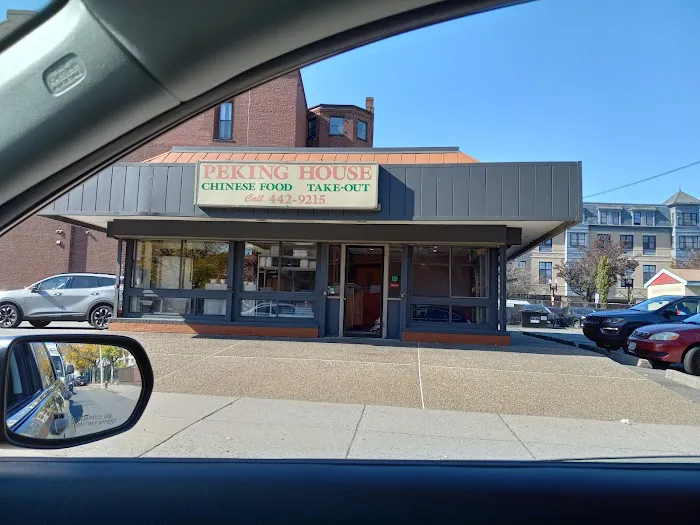 PEKING HOUSE
CHINESE FOOD TAKE-OUT
Call 442-9215